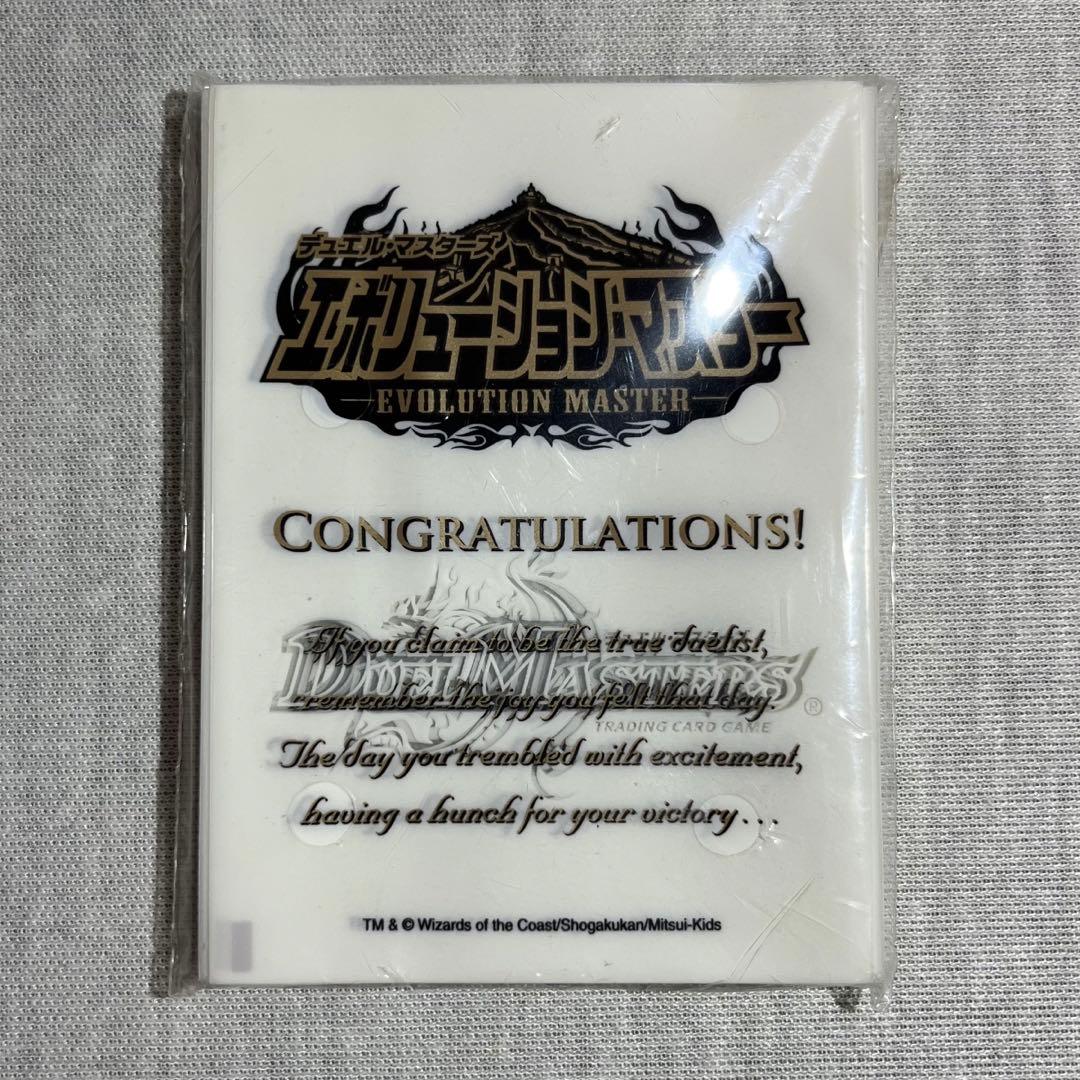 デュエル・マスターズ
エボリューション・マスター
EVOLUTION MASTER
CONGRATULATIONS!
If you claim to be the true duelist,
DUEL MASTERS®
remember the joy you felt that day.
TRADING CARD GAME
The day you trembled with excitement,
having a hunch for your victory...
TM & © Wizards of the Coast/Shogakukan/Mitsui-Kids